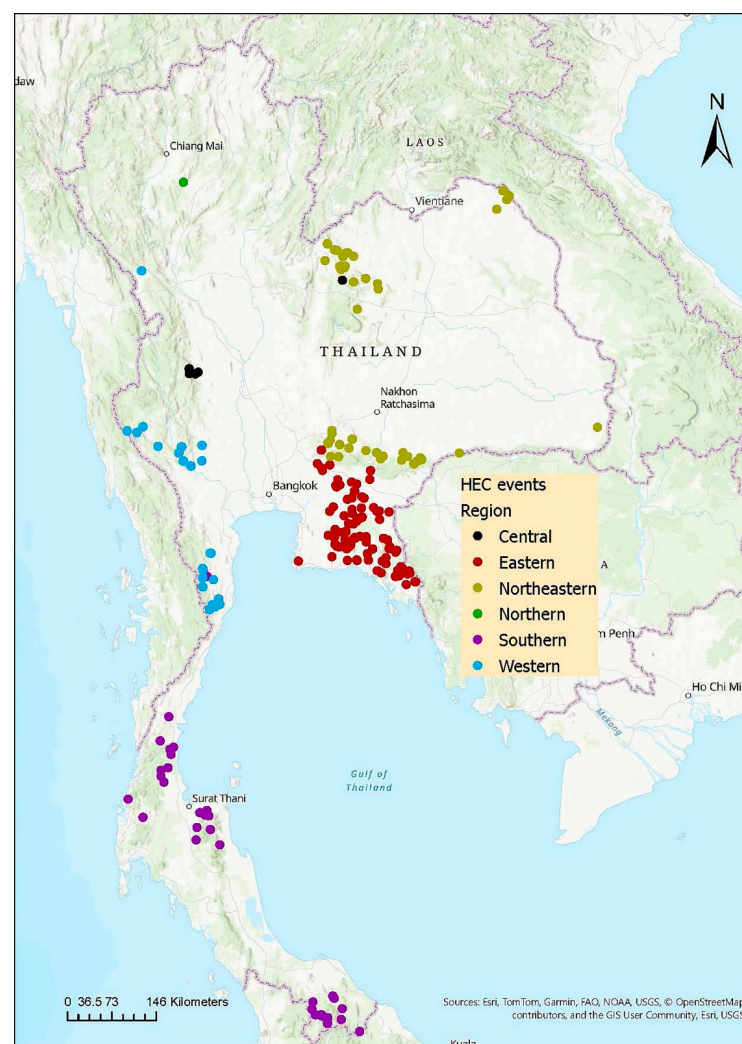 N
daw
Chiang Mai
LAOS
Vientiane
THAILAND
Nakhon
Ratchasima
Bangkok
HEC events
Region
Central
Eastern
Northeastern
Northern
Southern
Western
A
m Penh
Ho Chi Mi
Mekong
Gulf of
Thailand
Surat Thani
0 36.5 73 146 Kilometers
Sources: Esri, TomTom, Garmin, FAO, NOAA, USGS, © OpenStreetMap
contributors, and the GIS User Community, Esri, USGS
Kuala